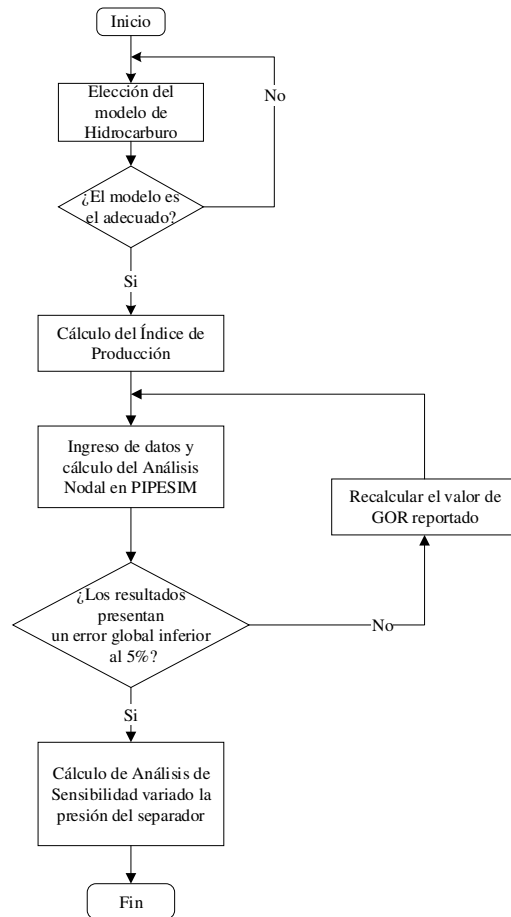 Inicio
Elección del
modelo de
Hidrocarburo
No
¿El modelo es
el adecuado?
Si
Cálculo del Índice de
Producción
Ingreso de datos y
cálculo del Análisis
Nodal en PIPESIM
Recalcular el valor de
GOR reportado
¿Los resultados
presentan
un error global inferior
al 5%?
No
Si
Cálculo de Análisis de
Sensibilidad variado la
presión del separador
Fin